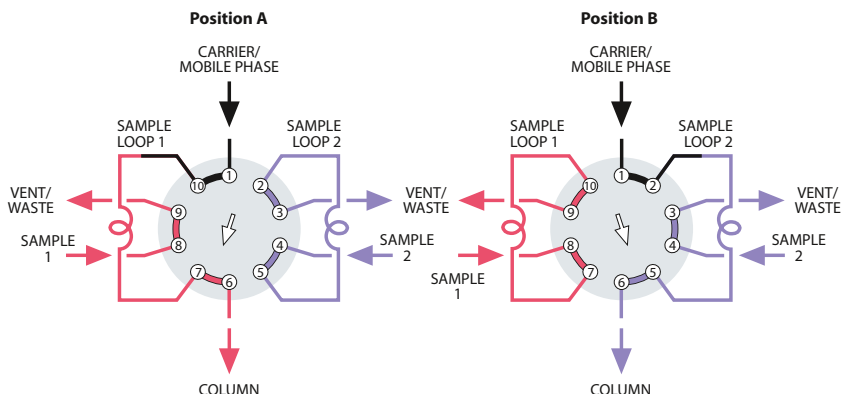 Position A
CARRIER/
MOBILE PHASE
SAMPLE
LOOP 1
SAMPLE
LOOP 2
10
1
2
VENT/
WASTE
9
3
VENT/
WASTE
SAMPLE
1
8
4
SAMPLE
2
7
6
5
COLUMN
Position B
CARRIER/
MOBILE PHASE
SAMPLE
LOOP 1
SAMPLE
LOOP 2
10
1
2
VENT/
WASTE
9
3
VENT/
WASTE
SAMPLE
1
8
4
SAMPLE
2
7
6
5
COLUMN